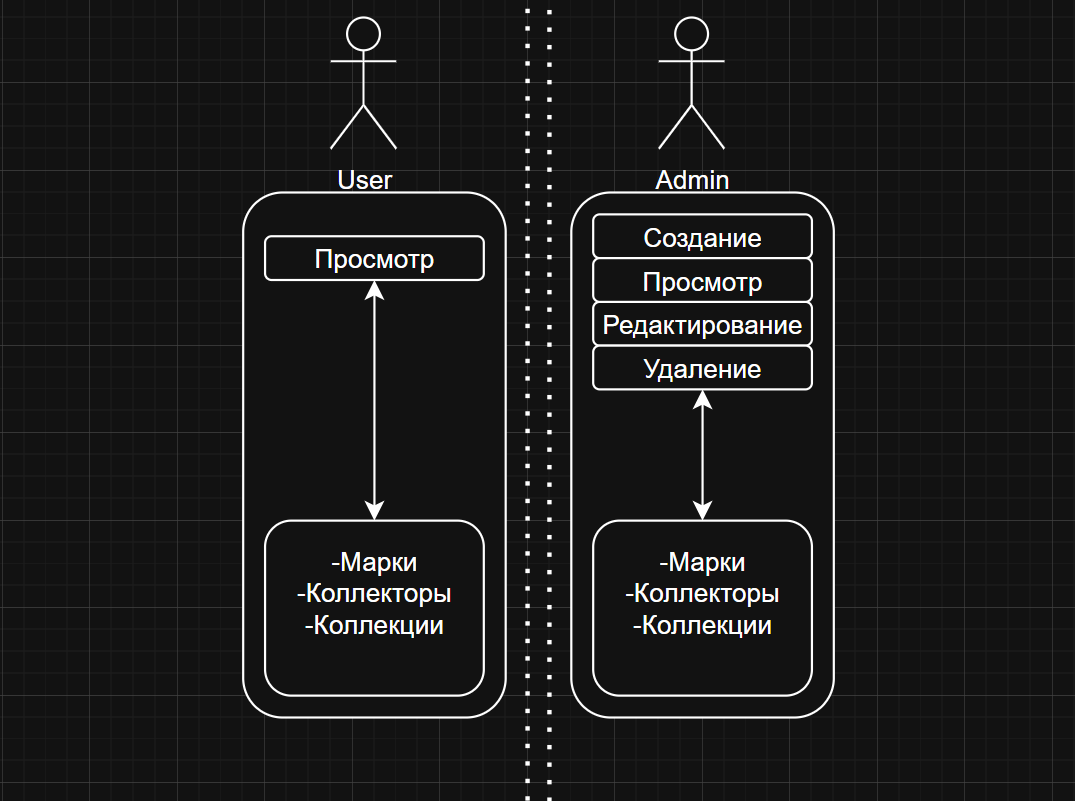 User
Просмотр
-Марки
-Коллекторы
-Коллекции
Admin
Создание
Просмотр
Редактирование
Удаление
-Марки
-Коллекторы
-Коллекции